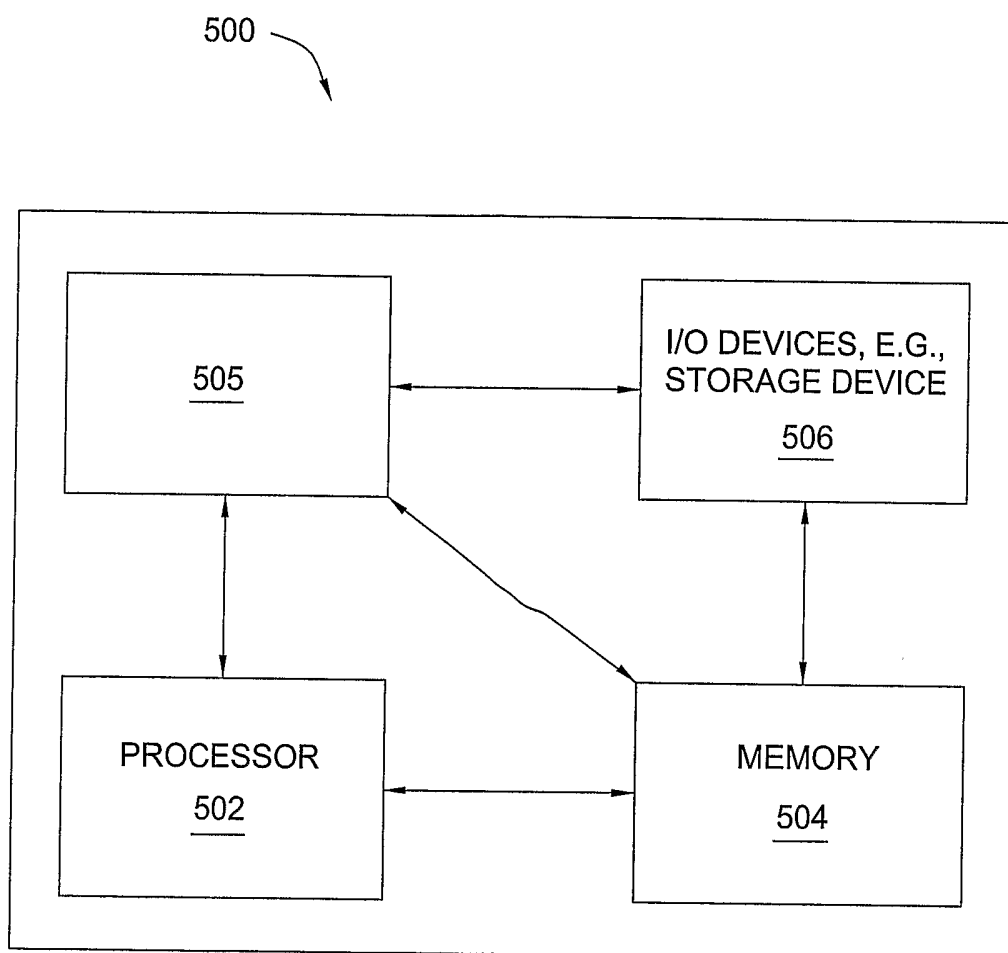 500
505
I/O DEVICES, E.G.,
STORAGE DEVICE
506
PROCESSOR
502
MEMORY
504